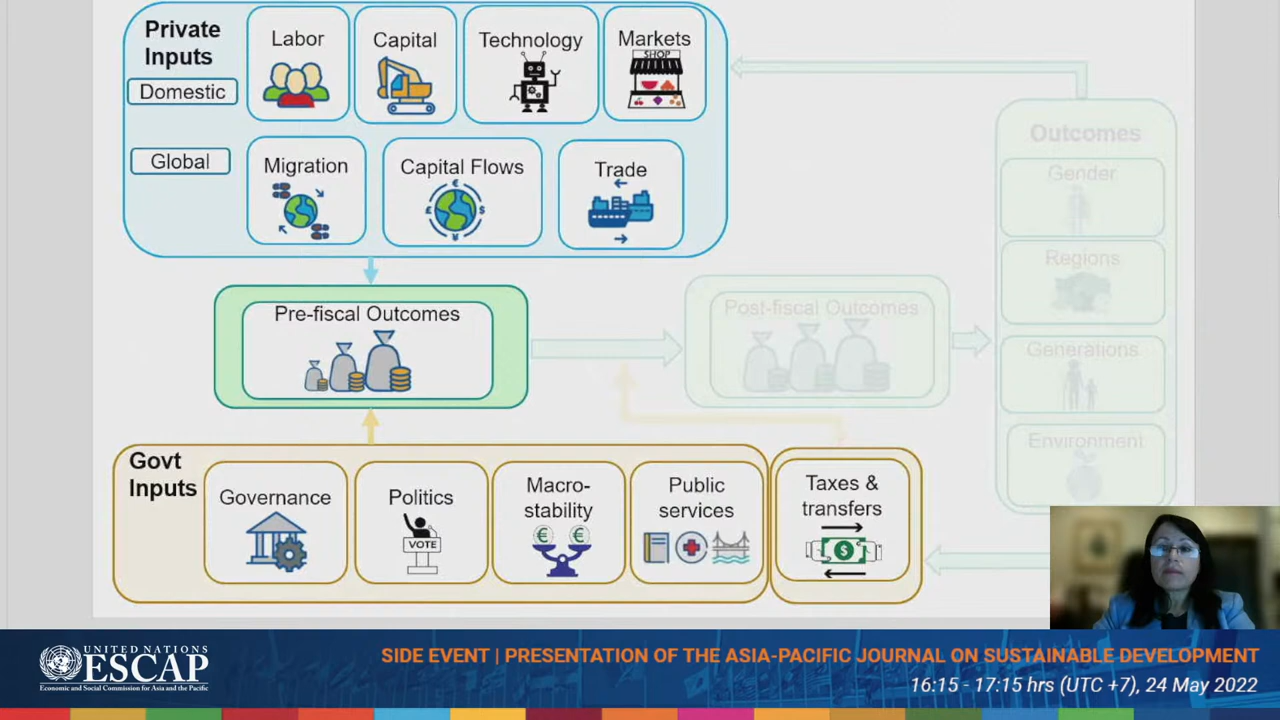 Private
Inputs
Domestic
Global
Labor
Capital
Technology
Markets
SHOP
Migration
Capital Flows
Trade
Pre-fiscal Outcomes
Post-fiscal Outcomes
Outcomes
Gender
Regions
Generations
Environment
Govt
Inputs
Governance
Politics
VOTE
Macro-
stability
Public
services
Taxes &
transfers
UNITED NATIONS
ESCAP
Economic and Social Commission for Asia and the Pacific
SIDE EVENT | PRESENTATION OF THE ASIA-PACIFIC JOURNAL ON SUSTAINABLE DEVELOPMENT
16:15 - 17:15 hrs (UTC +7), 24 May 2022